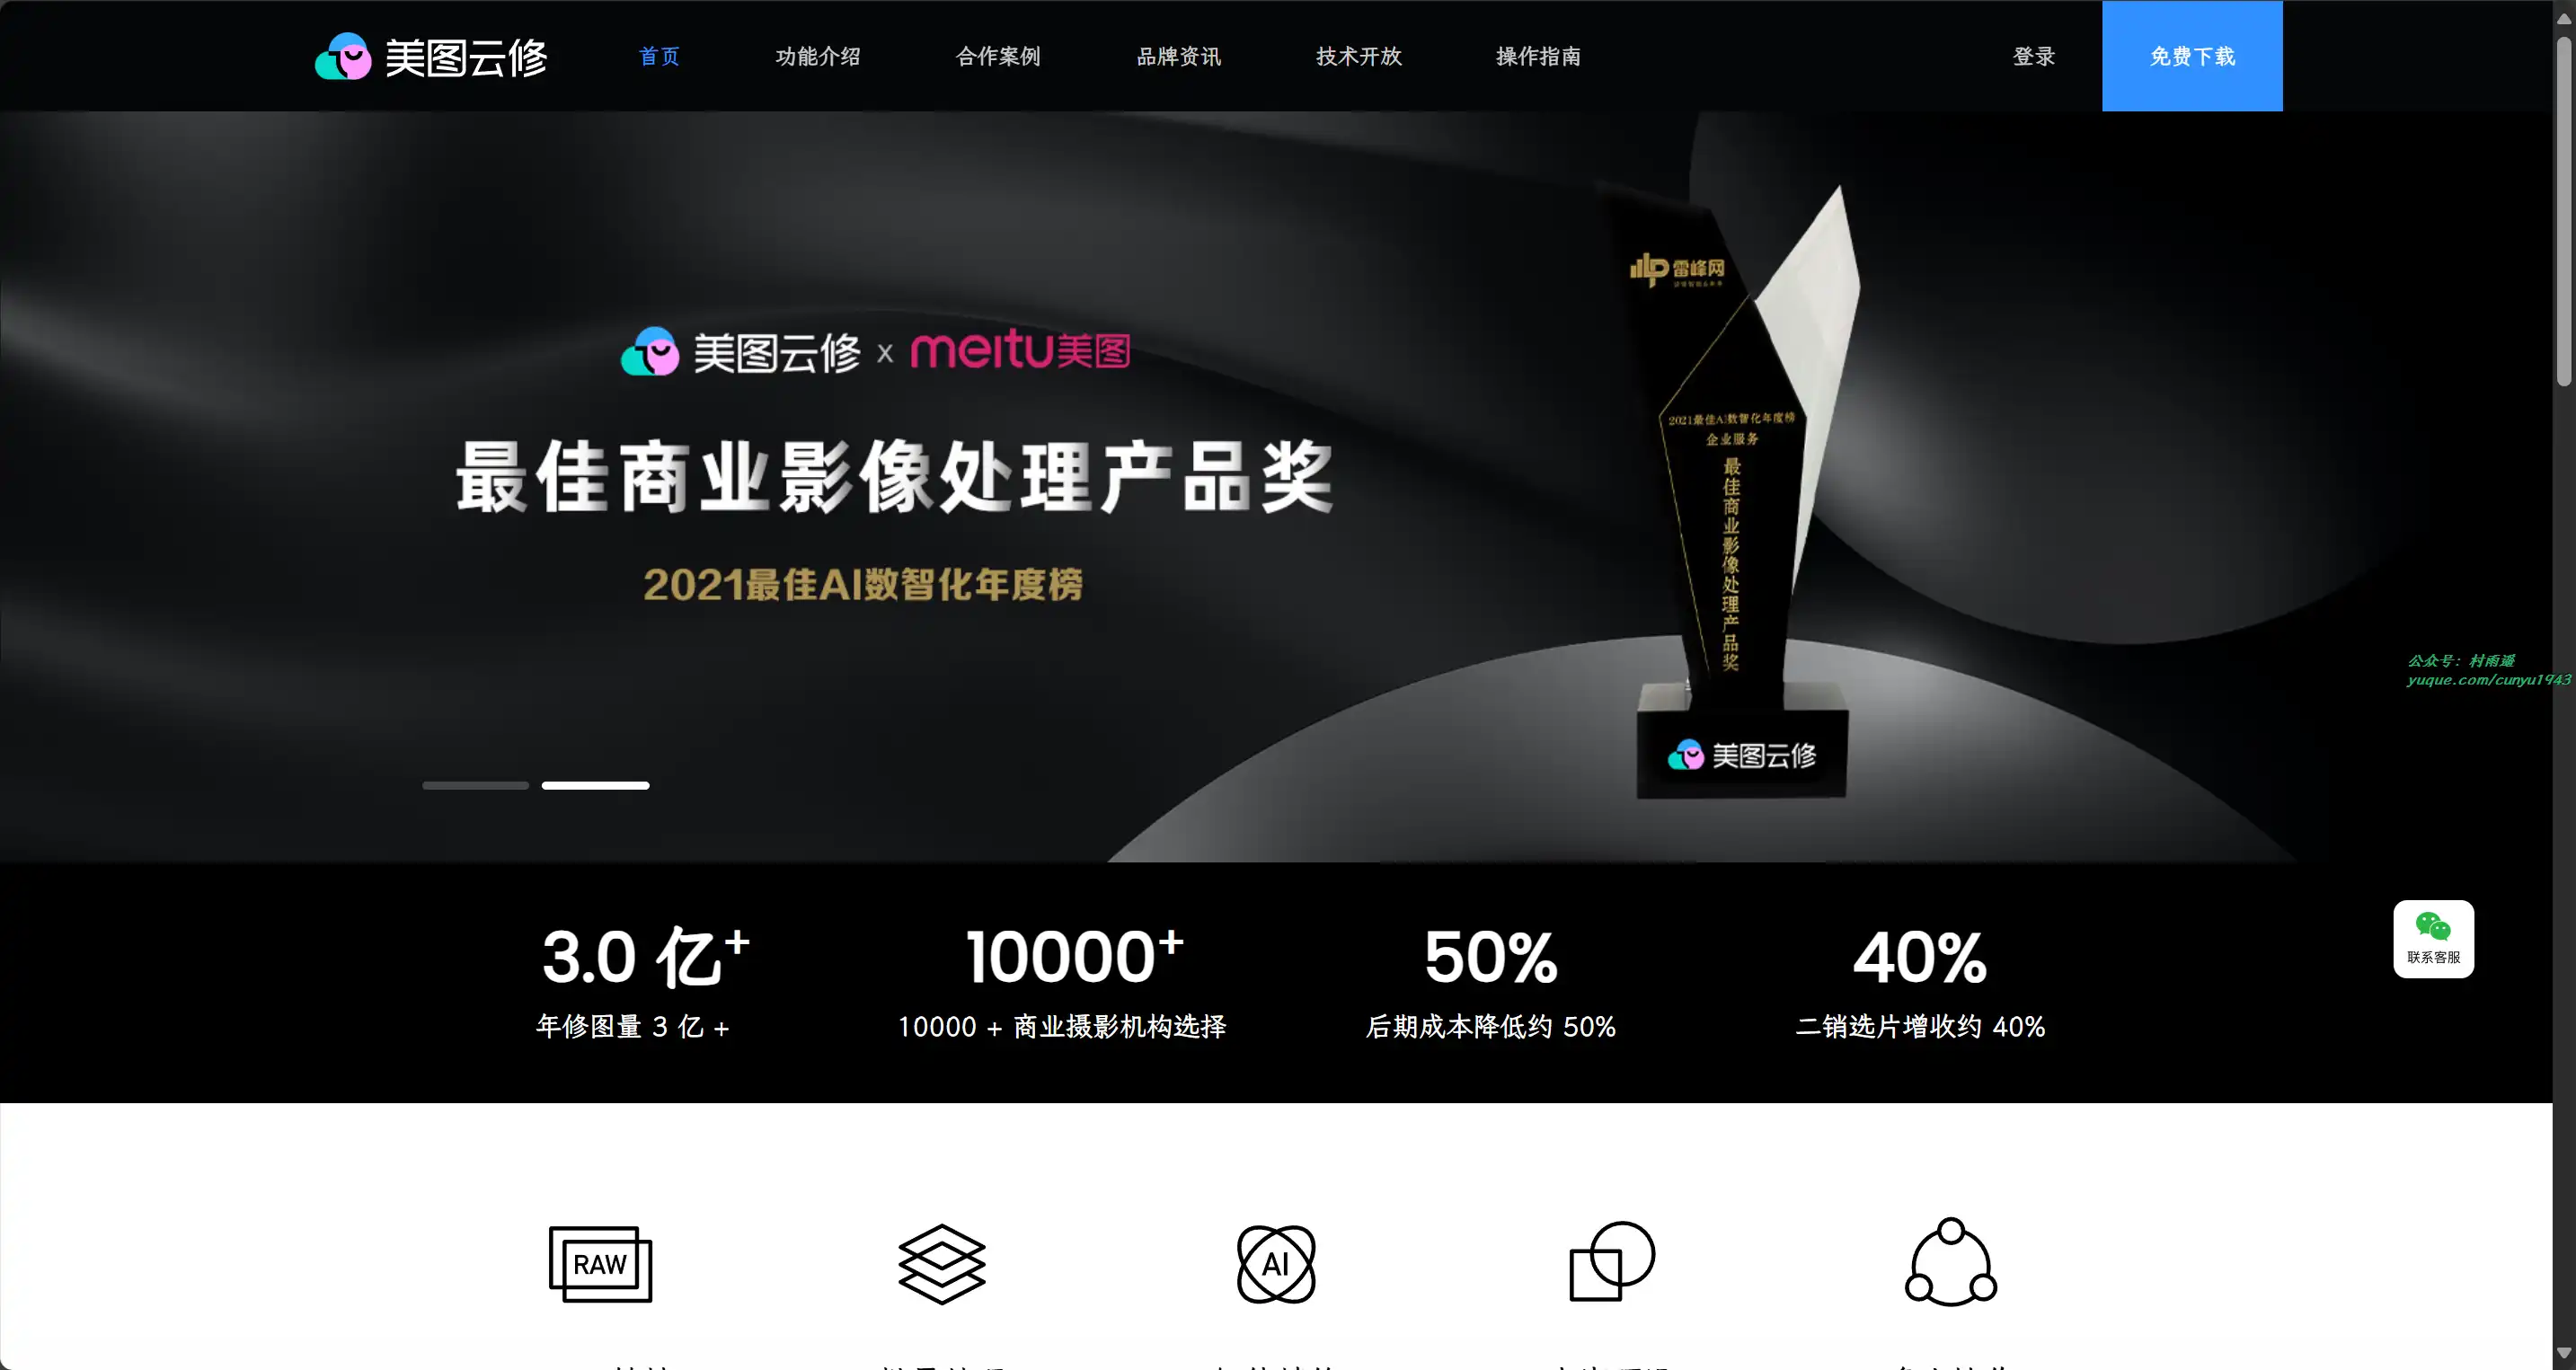 美图云修
首页
功能介绍
合作案例
品牌资讯
技术开放
操作指南
登录
免费下载
美图云修 x meitu美图
最佳商业影像处理产品奖
2021最佳AI数智化年度榜
雷峰网
2021最佳AI数智化年度榜
企业服务
最佳商业影像处理产品奖
美图云修
公众号：村雨遥
yuque.com/cunyu1943
3.0 亿+
年修图量 3 亿 +
10000+
10000 + 商业摄影机构选择
50%
后期成本降低约 50%
40%
二销选片增收约 40%
联系客服
RAW
AI